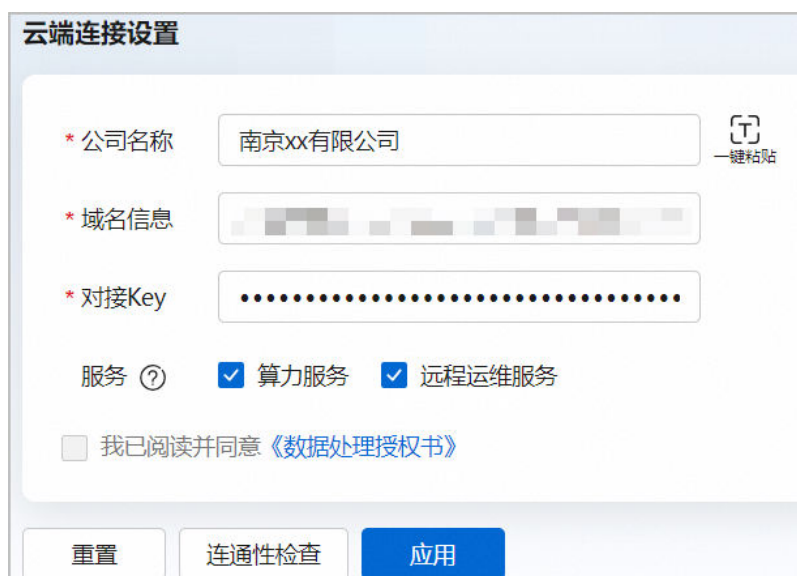 云端连接设置
* 公司名称 南京xx有限公司 一键粘贴
* 域名信息
* 对接Key ••••••••••••••••••••••••••••••••••
服务 ? 算力服务 远程运维服务
我已阅读并同意《数据处理授权书》
重置 连通性检查 应用